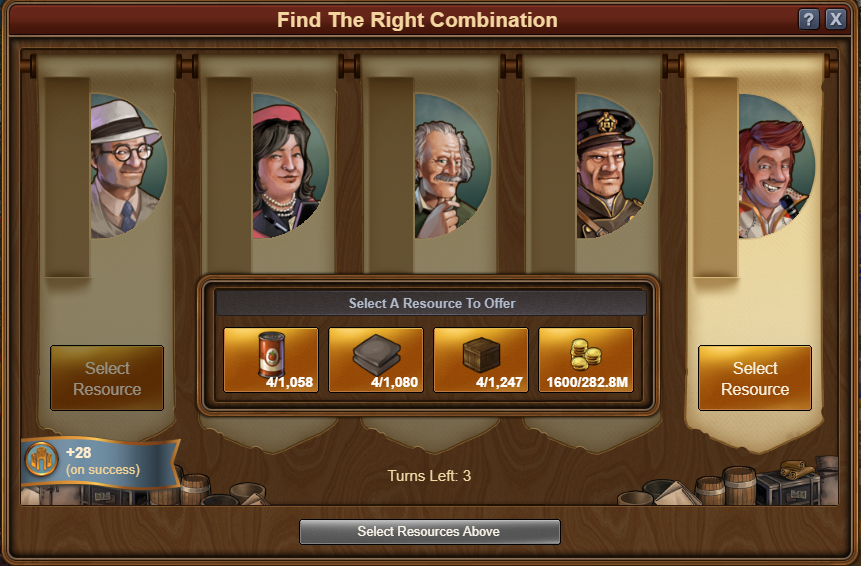 Find The Right Combination
? X
Select A Resource To Offer
4/1,058
4/1,080
4/1,247
1600/282.8M
Select
Resource
Select
Resource
+28
(on success)
Turns Left: 3
Select Resources Above